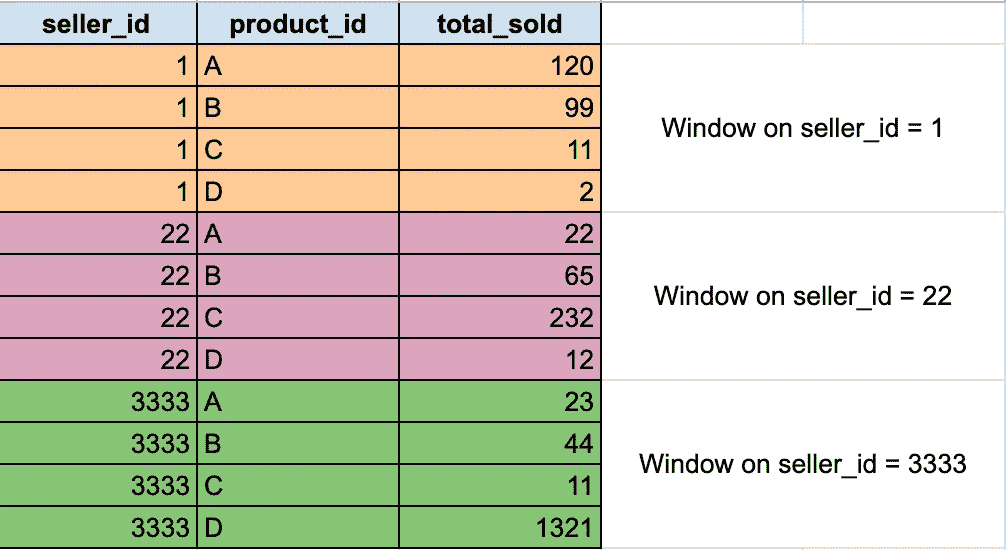 seller_id product_id total_sold
1 A 120
1 B 99
Window on seller_id = 1
1 C 11
1 D 2
22 A 22
22 B 65
Window on seller_id = 22
22 C 232
22 D 12
3333 A 23
3333 B 44
Window on seller_id = 3333
3333 C 11
3333 D 1321